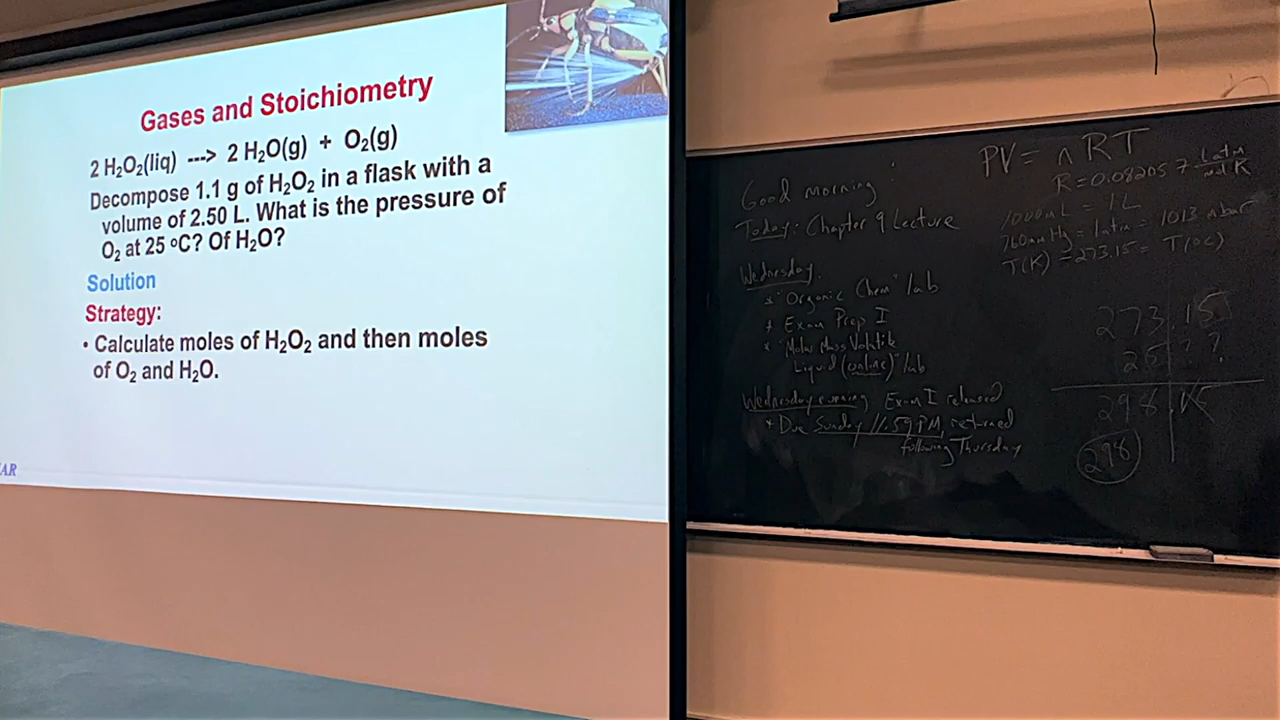 Gases and Stoichiometry
2 H₂O₂(liq) ---> 2 H₂O(g) + O₂(g)
Decompose 1.1 g of H₂O₂ in a flask with a
volume of 2.50 L. What is the pressure of
O₂ at 25 ºC? Of H₂O?
Solution
Strategy:
• Calculate moles of H₂O₂ and then moles
of O₂ and H₂O.
AR
Good morning:
Today: Chapter 9 Lecture
Wednesday.
* "Organic Chem" lab
* Exam Prep I
* "Molar Mass Volatile
Liquid (online)" lab
Wednesday evening, Exam I released
* Due Sunday 11:59 PM, returned
following Thursday
PV = nRT
R = 0.082057 L atm
mol K
1000 mL = 1 L
760 mm Hg = 1 atm = 1013 mbar
T(K) = 273.15 = T(°C)
273.15
25 ? ?
298.15
298